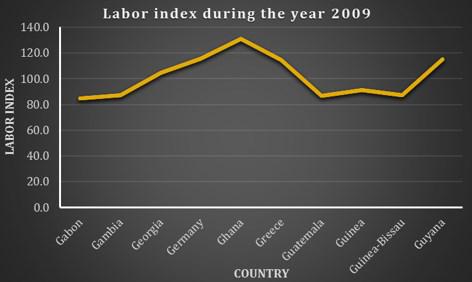 Labor index during the year 2009
LABOR INDEX
140.0
120.0
100.0
80.0
60.0
40.0
20.0
0.0
Gabon
Gambia
Georgia
Germany
Ghana
Greece
Guatemala
Guinea
Guinea-Bissau
Guyana
COUNTRY